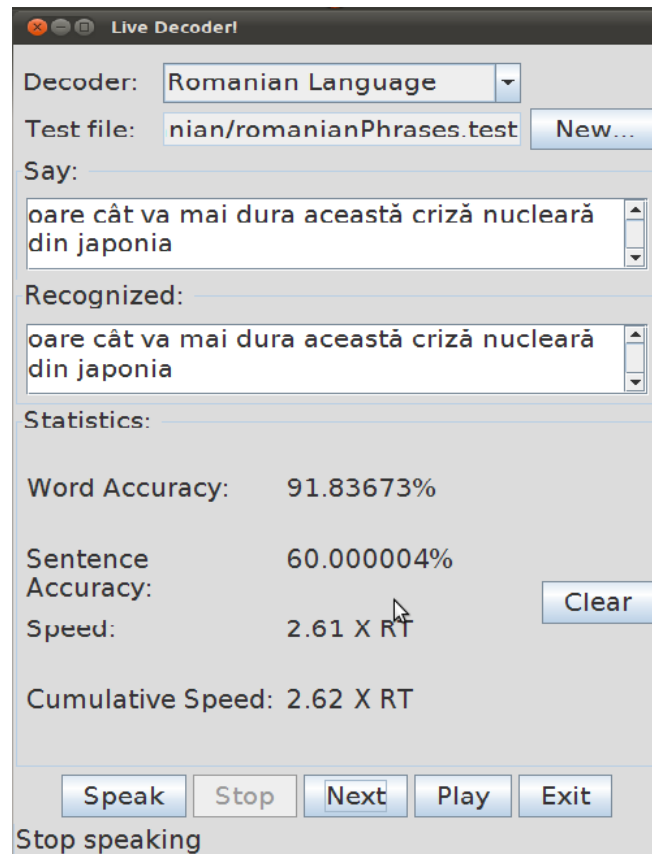 Live Decoder!
Decoder: Romanian Language
Test file: nian/romanianPhrases.test New...
Say:
oare cât va mai dura această criză nucleară
din japonia
Recognized:
oare cât va mai dura această criză nucleară
din japonia
Statistics:
Word Accuracy: 91.83673%
Sentence 60.000004%
Accuracy:
Clear
Speed: 2.61 X RT
Cumulative Speed: 2.62 X RT
Speak Stop Next Play Exit
Stop speaking